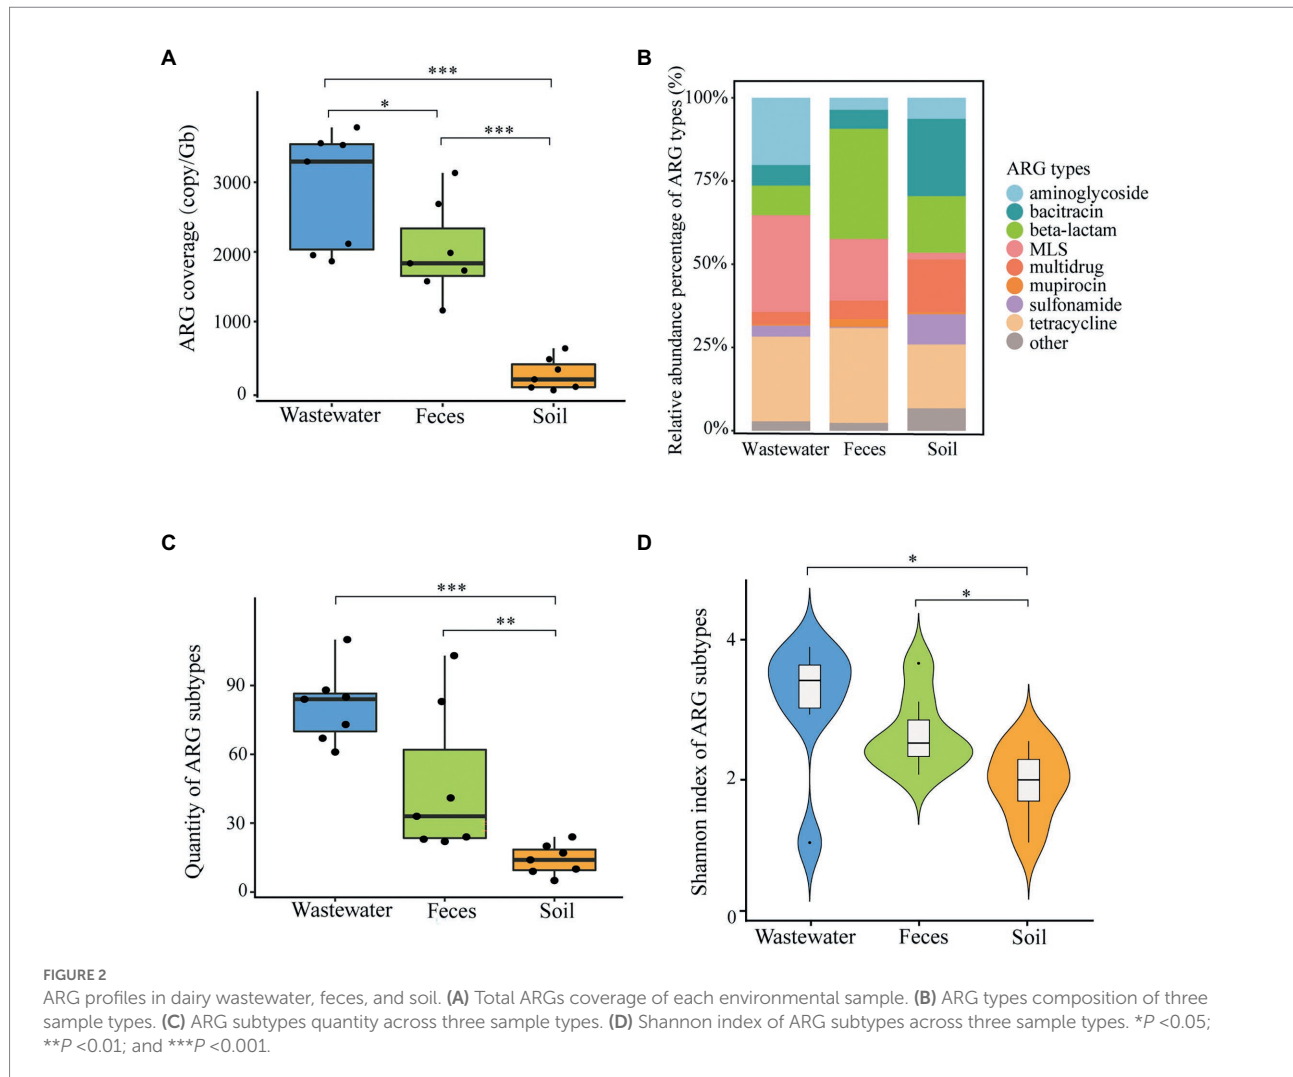 A
ARG coverage (copy/Gb)
3000
2000
1000
0
***
*
***
Wastewater
Feces
Soil
B
Relative abundance percentage of ARG types (%)
100%
75%
50%
25%
0%
Wastewater
Feces
Soil
ARG types
aminoglycoside
bacitracin
beta-lactam
MLS
multidrug
mupirocin
sulfonamide
tetracycline
other
C
Quantity of ARG subtypes
90
60
30
0
***
**
Wastewater
Feces
Soil
D
Shannon index of ARG subtypes
4
2
0
*
*
Wastewater
Feces
Soil
FIGURE 2
ARG profiles in dairy wastewater, feces, and soil. (A) Total ARGs coverage of each environmental sample. (B) ARG types composition of three
sample types. (C) ARG subtypes quantity across three sample types. (D) Shannon index of ARG subtypes across three sample types. *P <0.05;
**P <0.01; and ***P <0.001.